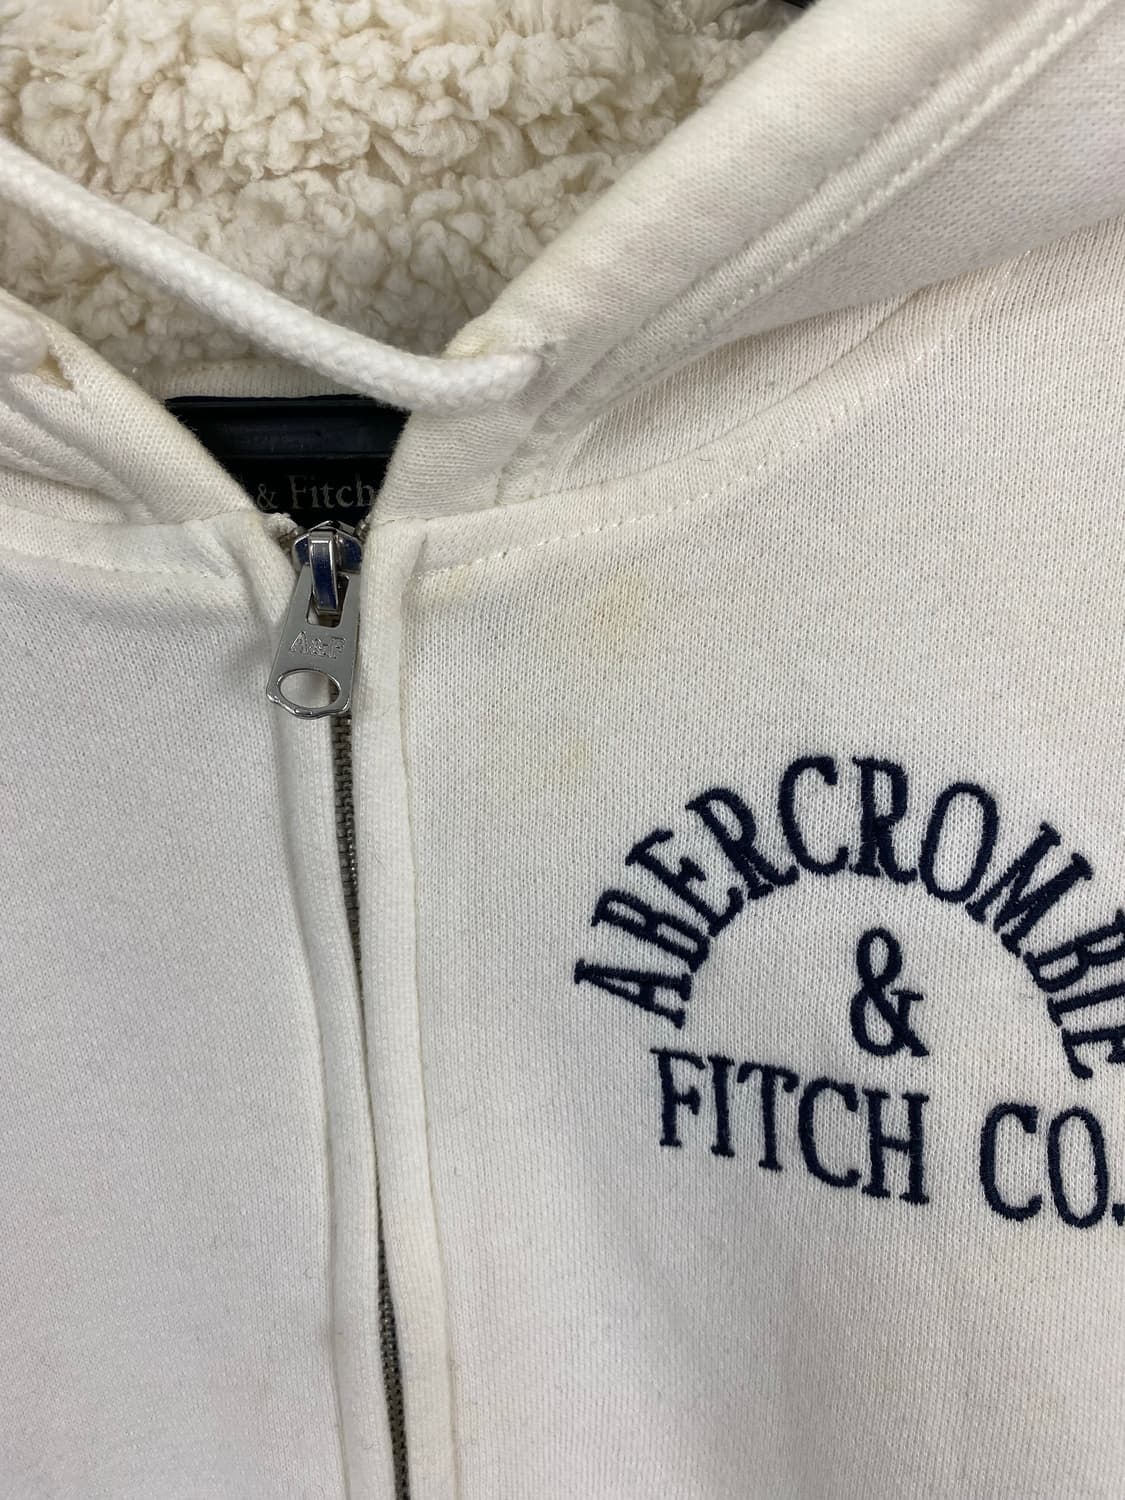 & Fitch
A&F
ABERCROMBIE
&
FITCH CO.